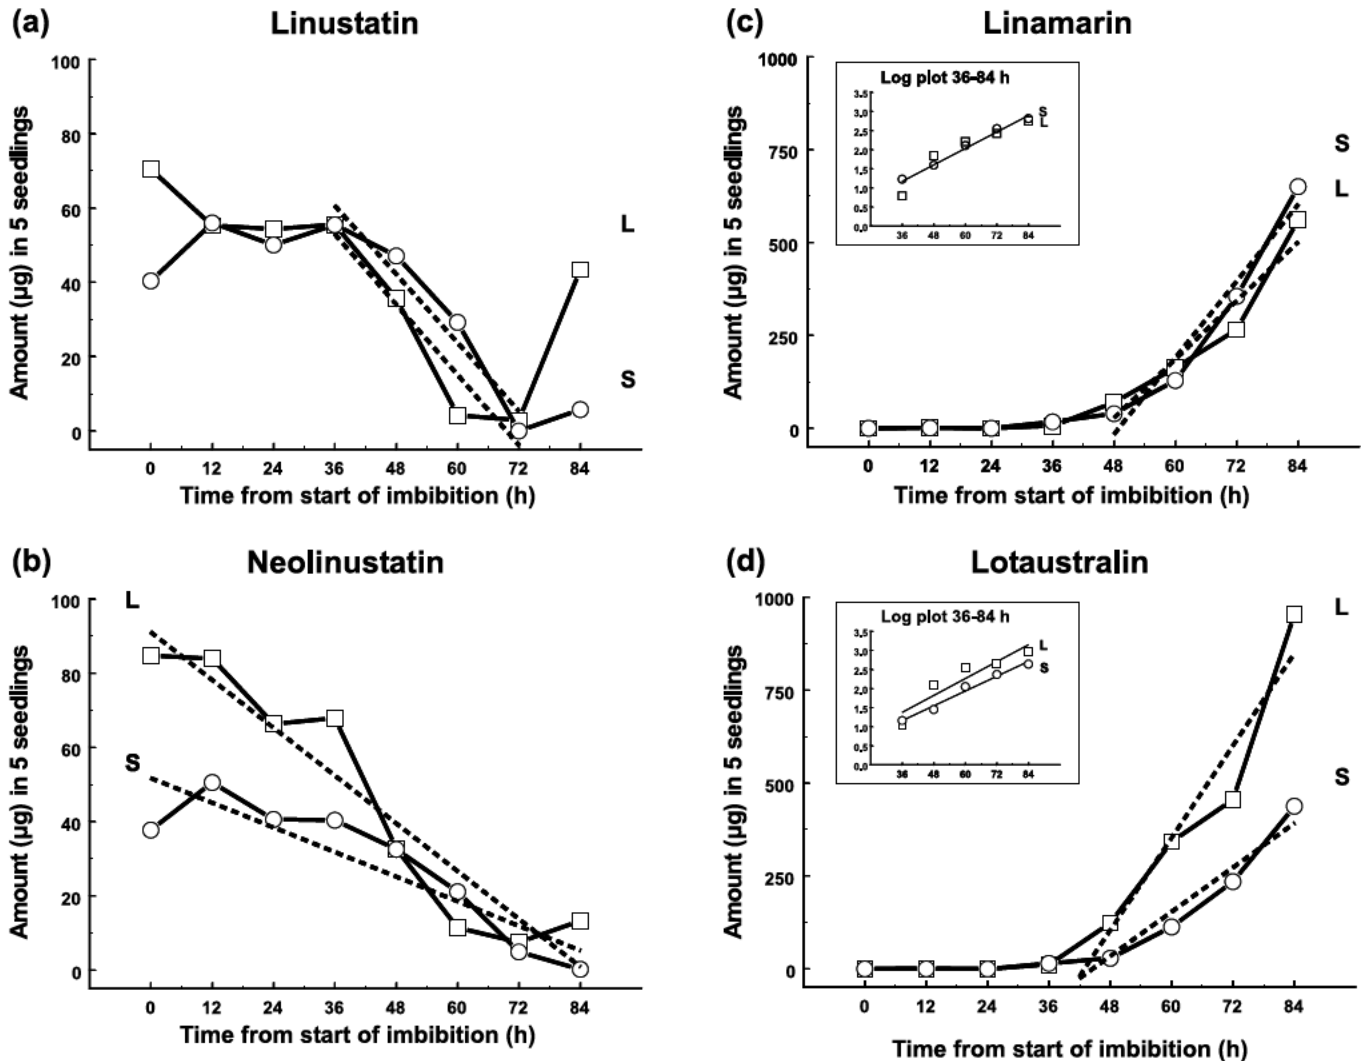 (a)
Linustatin
100
80
60
40
20
0
Amount (µg) in 5 seedlings
L
S
0 12 24 36 48 60 72 84
Time from start of imbibition (h)
(b)
Neolinustatin
100
80
60
40
20
0
Amount (µg) in 5 seedlings
L
S
0 12 24 36 48 60 72 84
Time from start of imbibition (h)
(c)
Linamarin
1000
750
500
250
0
Amount (µg) in 5 seedlings
Log plot 36-84 h
3.5
3.0
2.5
2.0
1.5
1.0
0.5
0.0
S
L
36 48 60 72 84
S
L
0 12 24 36 48 60 72 84
Time from start of imbibition (h)
(d)
Lotaustralin
1000
750
500
250
0
Amount (µg) in 5 seedlings
Log plot 36-84 h
3.5
3.0
2.5
2.0
1.5
1.0
0.5
0.0
L
S
36 48 60 72 84
L
S
0 12 24 36 48 60 72 84
Time from start of imbibition (h)